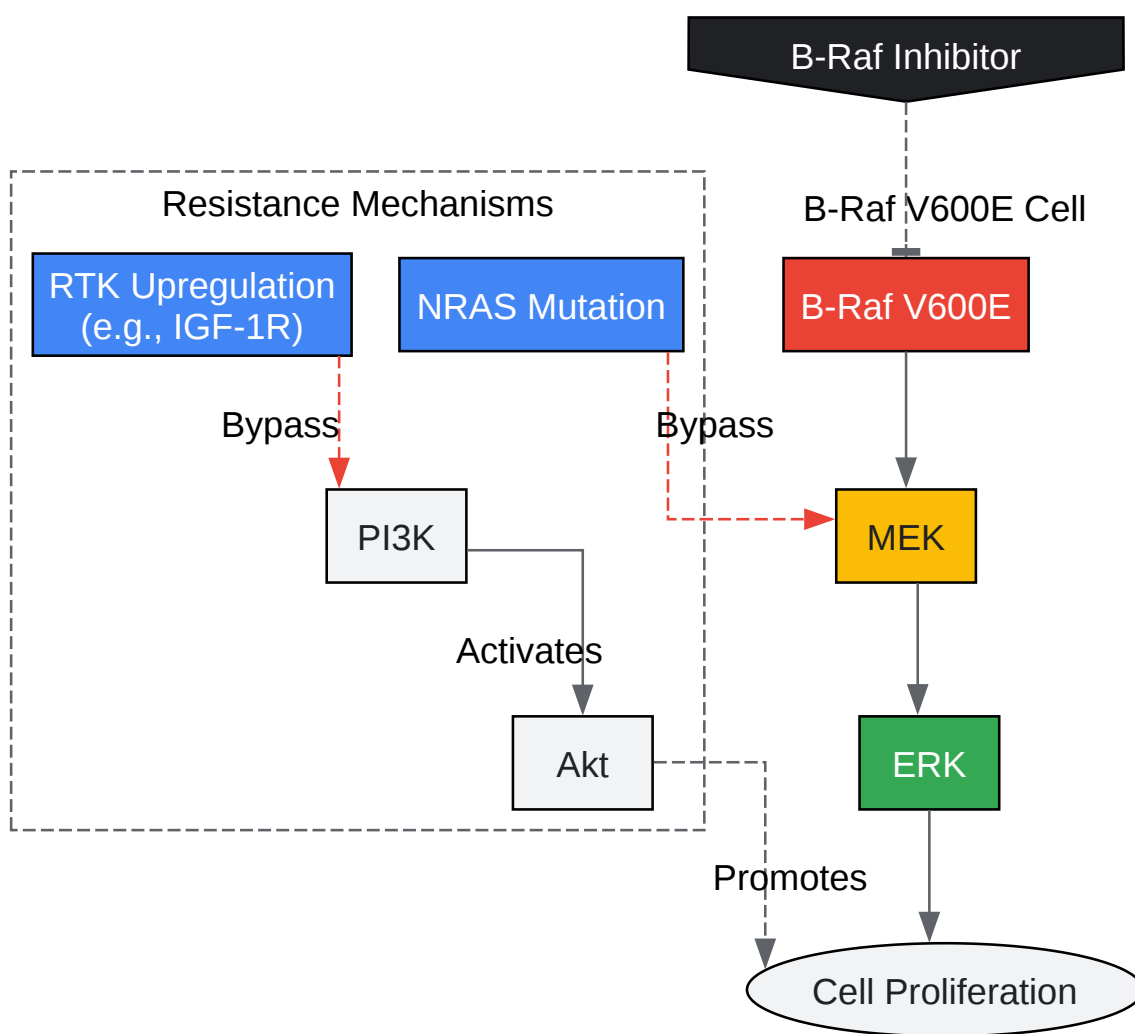 B-Raf Inhibitor
Resistance Mechanisms
B-Raf V600E Cell
RTK Upregulation
(e.g., IGF-1R)
NRAS Mutation
B-Raf V600E
Bypass
Bypass
PI3K
MEK
Activates
Akt
ERK
Promotes
Cell Proliferation